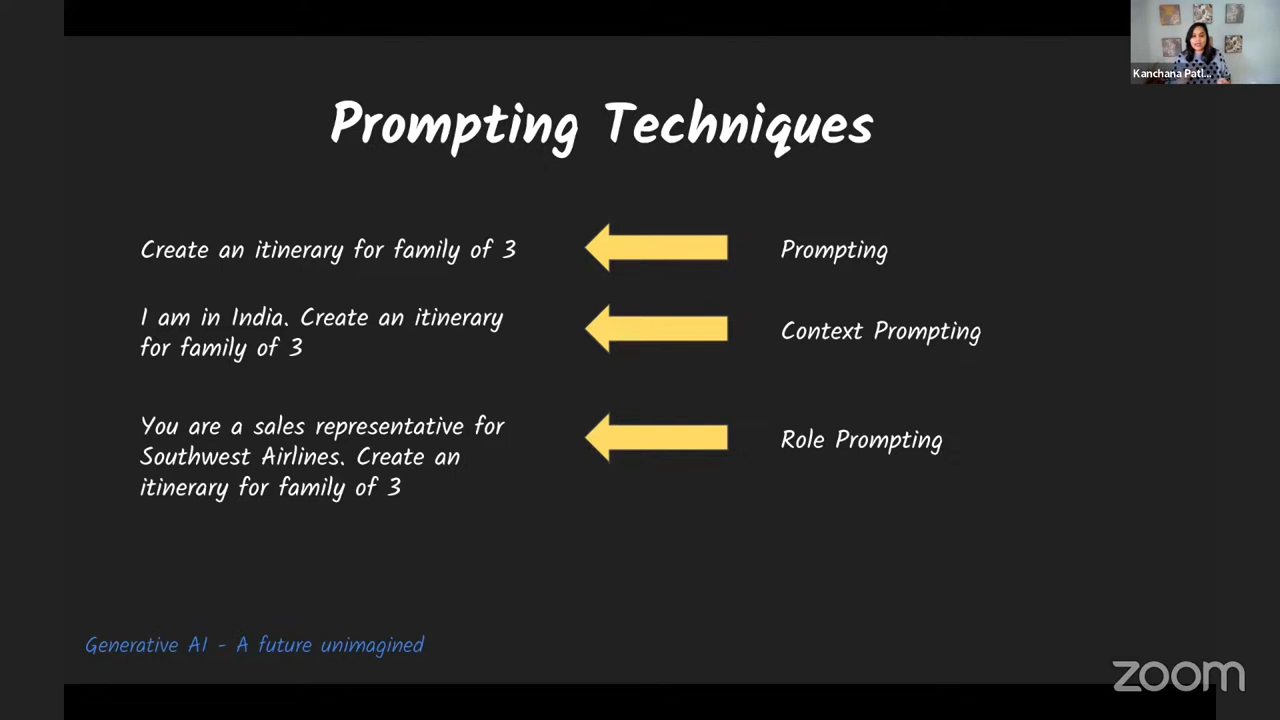 Kanchana Patl...
Prompting Techniques
Create an itinerary for family of 3
Prompting
I am in India. Create an itinerary
for family of 3
Context Prompting
You are a sales representative for
Southwest Airlines. Create an
itinerary for family of 3
Role Prompting
Generative AI - A future unimagined
zoom